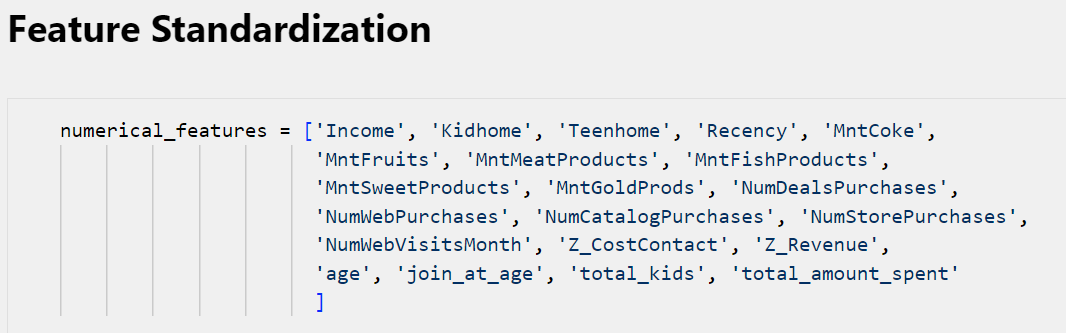 Feature Standardization
numerical_features = ['Income', 'Kidhome', 'Teenhome', 'Recency', 'MntCoke',
'MntFruits', 'MntMeatProducts', 'MntFishProducts',
'MntSweetProducts', 'MntGoldProds', 'NumDealsPurchases',
'NumWebPurchases', 'NumCatalogPurchases', 'NumStorePurchases',
'NumWebVisitsMonth', 'Z_CostContact', 'Z_Revenue',
'age', 'join_at_age', 'total_kids', 'total_amount_spent'
]